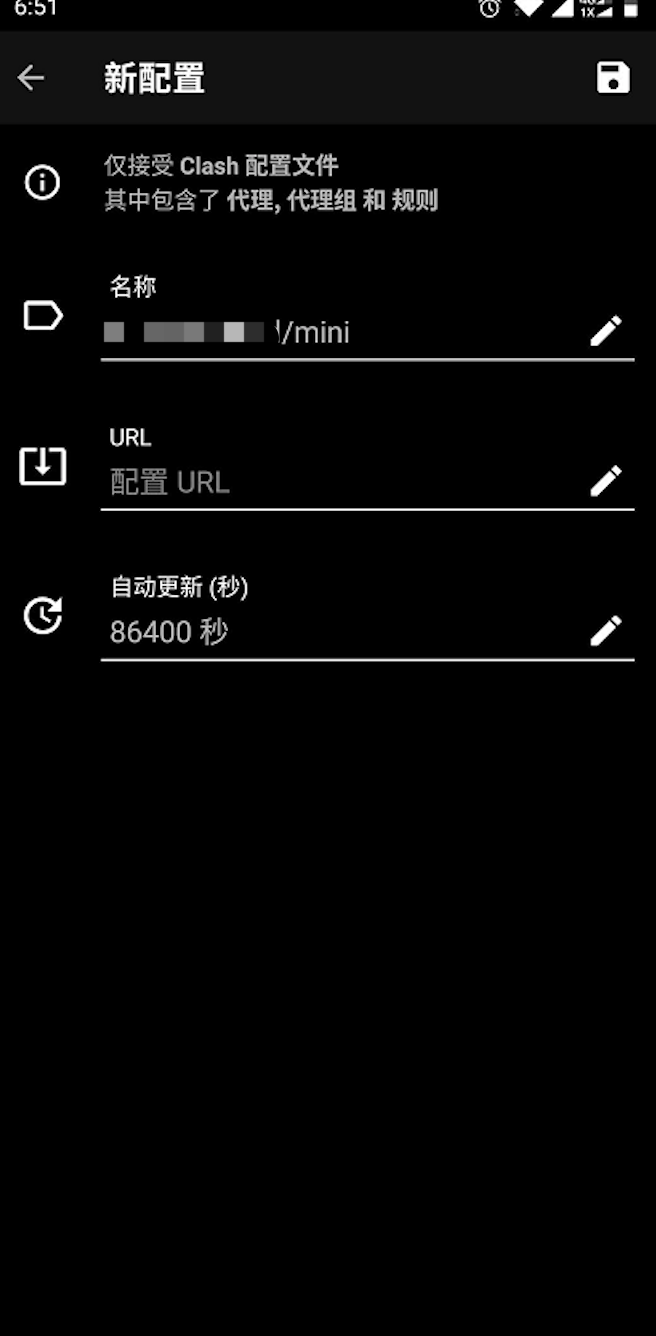 6:51
1X
新配置
仅接受 Clash 配置文件
其中包含了 代理, 代理组 和 规则
名称
/mini
URL
配置 URL
自动更新 (秒)
86400 秒